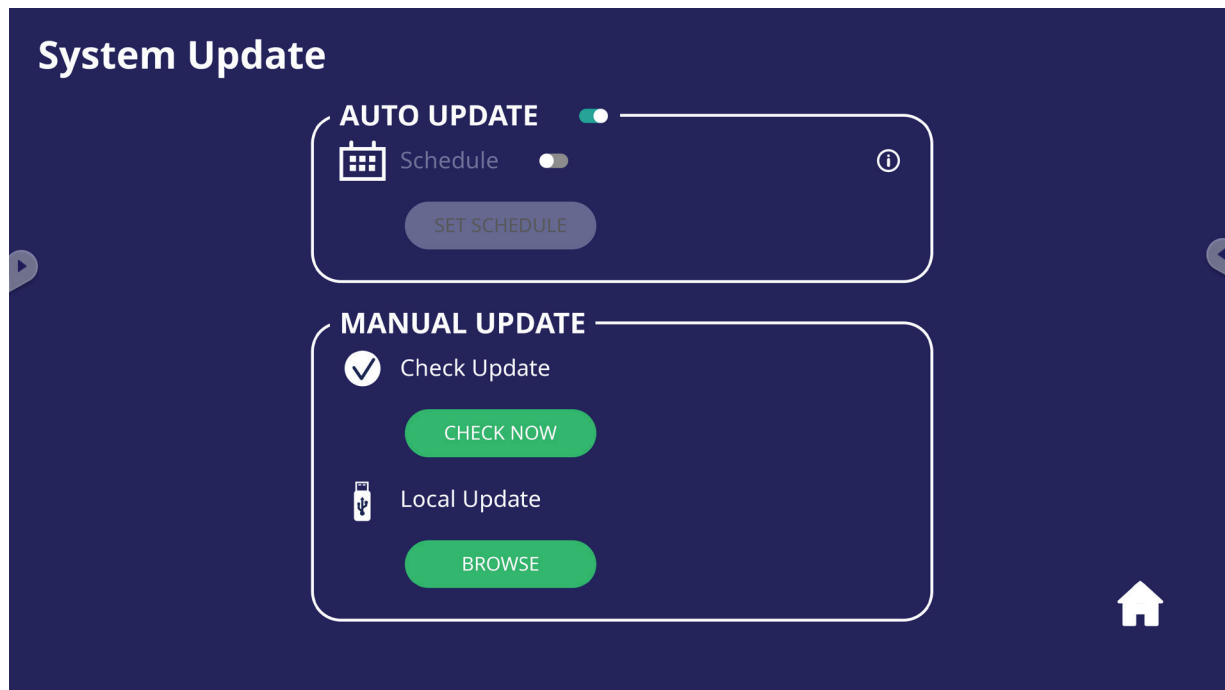 System Update
AUTO UPDATE
Schedule
SET SCHEDULE
MANUAL UPDATE
Check Update
CHECK NOW
Local Update
BROWSE